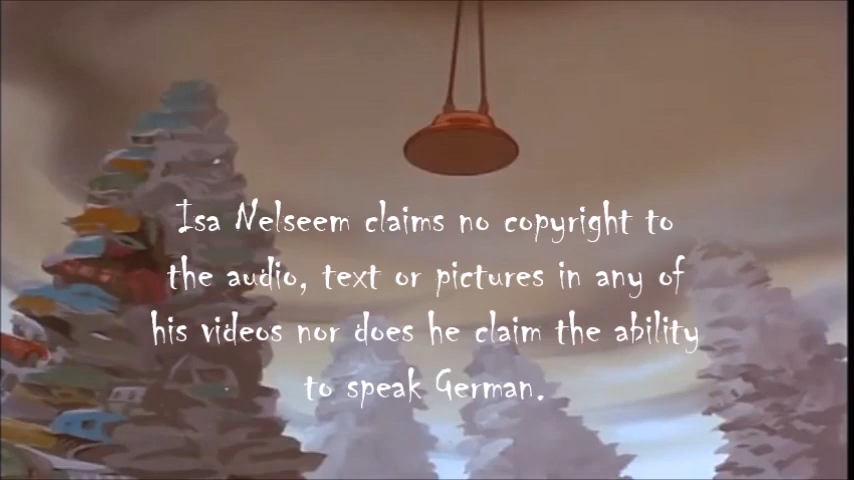 Isa Nelseem claims no copyright to
the audio, text or pictures in any of
his videos nor does he claim the ability
to speak German.